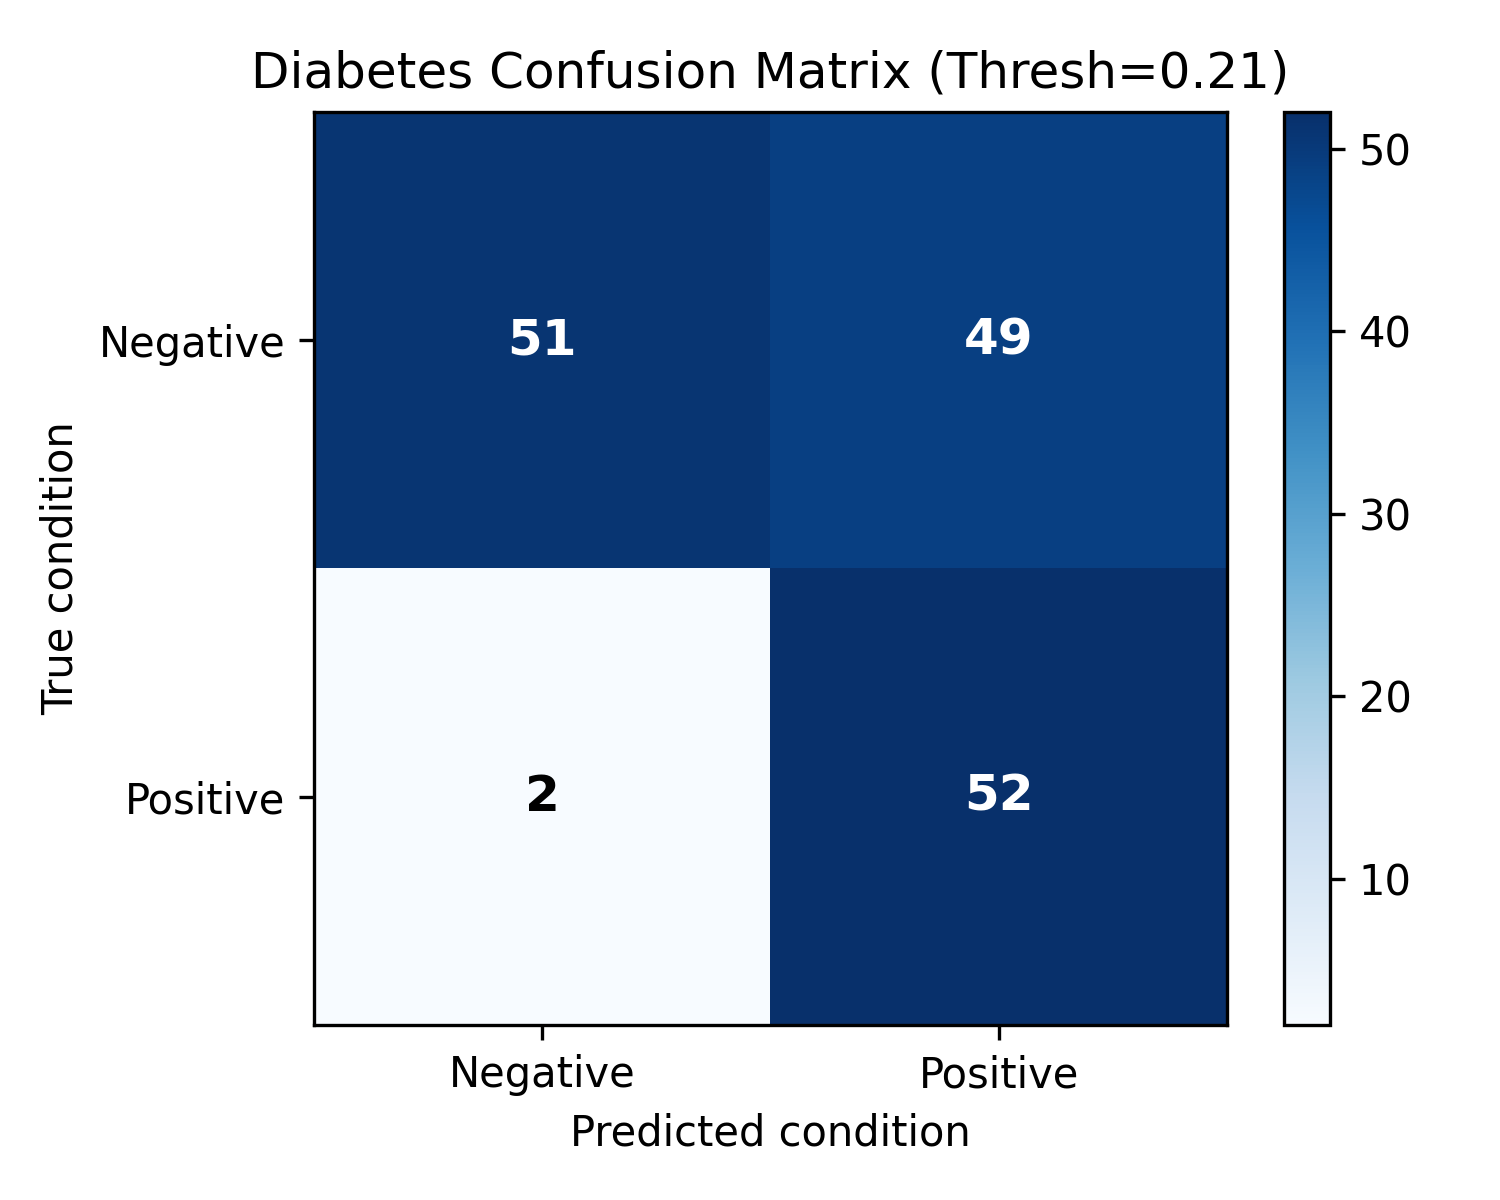 Diabetes Confusion Matrix (Thresh=0.21)
True condition
Negative
Positive
51
49
2
52
Negative
Positive
Predicted condition
50
40
30
20
10